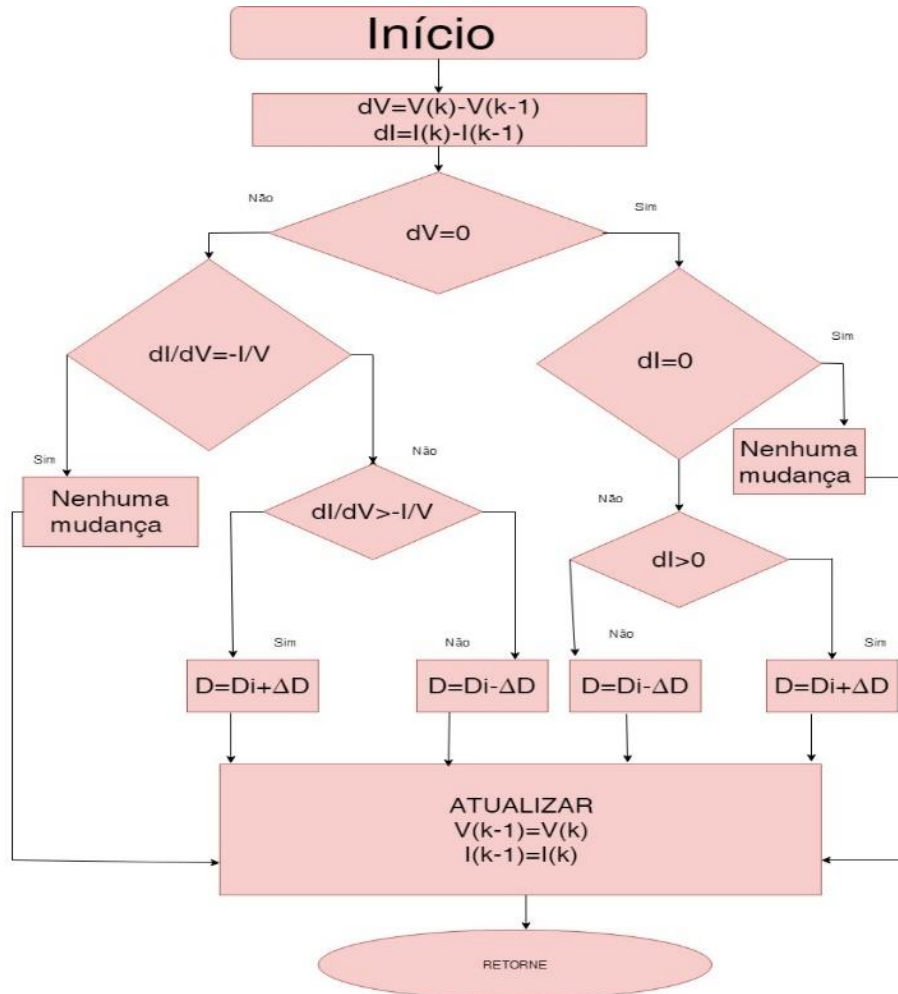 Início
dV=V(k)-V(k-1)
dI=I(k)-I(k-1)
Não
Sim
dV=0
dI/dV=-I/V
dI=0
Sim
Sim
Não
Nenhuma
mudança
Nenhuma
mudança
dI/dV>-I/V
Não
dI>0
Sim
Não
Não
Sim
D=Di+ΔD
D=Di-ΔD
D=Di-ΔD
D=Di+ΔD
ATUALIZAR
V(k-1)=V(k)
I(k-1)=I(k)
RETORNE